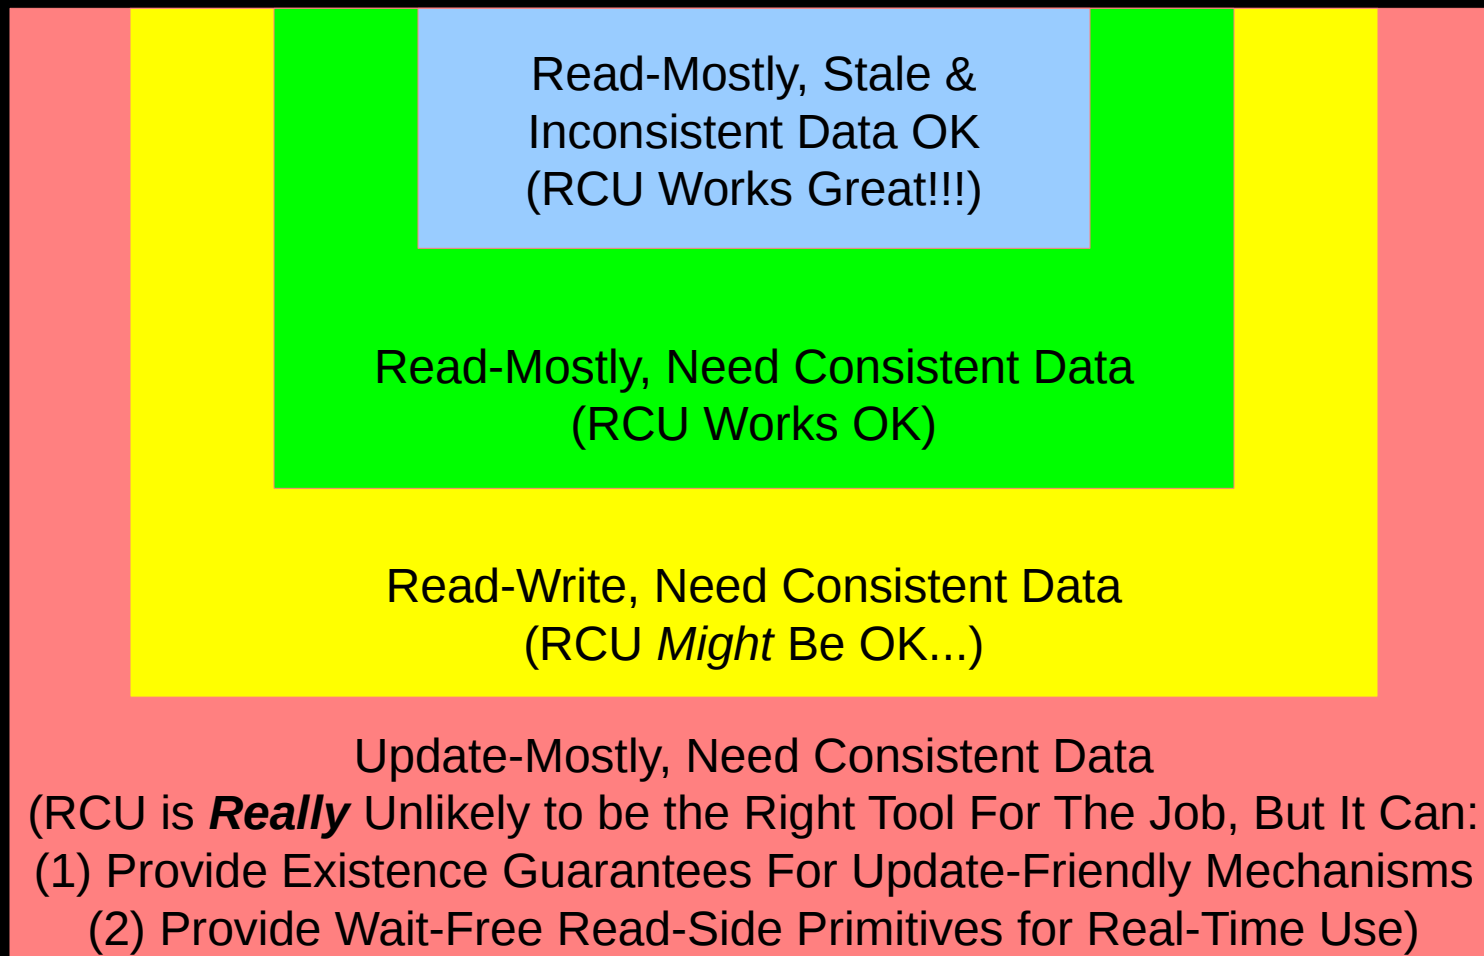 Read-Mostly, Stale &
Inconsistent Data OK
(RCU Works Great!!!)
Read-Mostly, Need Consistent Data
(RCU Works OK)
Read-Write, Need Consistent Data
(RCU Might Be OK...)
Update-Mostly, Need Consistent Data
(RCU is Really Unlikely to be the Right Tool For The Job, But It Can:
(1) Provide Existence Guarantees For Update-Friendly Mechanisms
(2) Provide Wait-Free Read-Side Primitives for Real-Time Use)